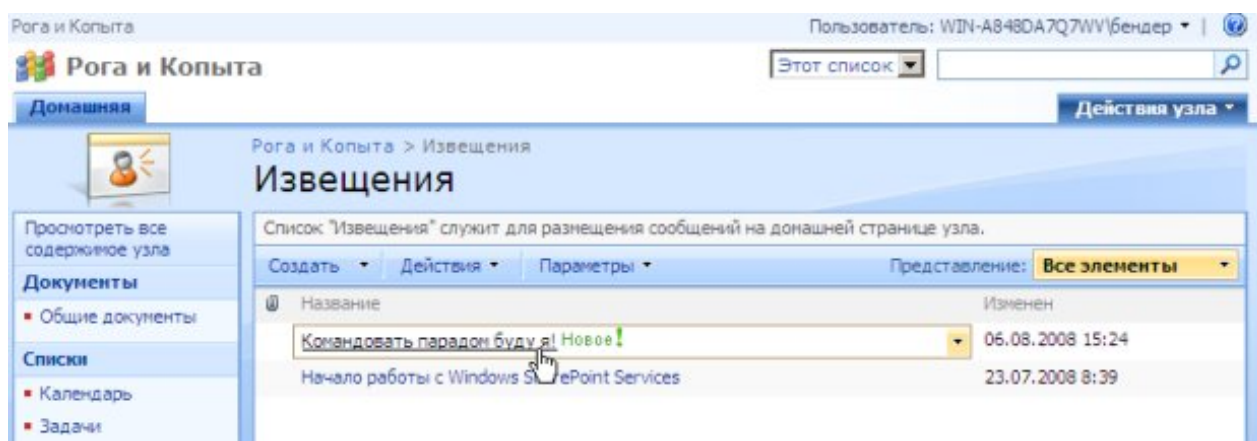 Рога и Копыта
Пользователь: WIN-A848DA7Q7WV\бендер
Рога и Копыта
Этот список
Домашняя
Действия узла
Рога и Копыта > Извещения
Извещения
Просмотреть все
содержимое узла
Список "Извещения" служит для размещения сообщений на домашней странице узла.
Создать Действия Параметры Представление: Все элементы
Документы
Название Изменен
Общие документы
Командовать парадом буду я! Новое! 06.08.2008 15:24
Списки
Начало работы с Windows SharePoint Services 23.07.2008 8:39
Календарь
Задачи